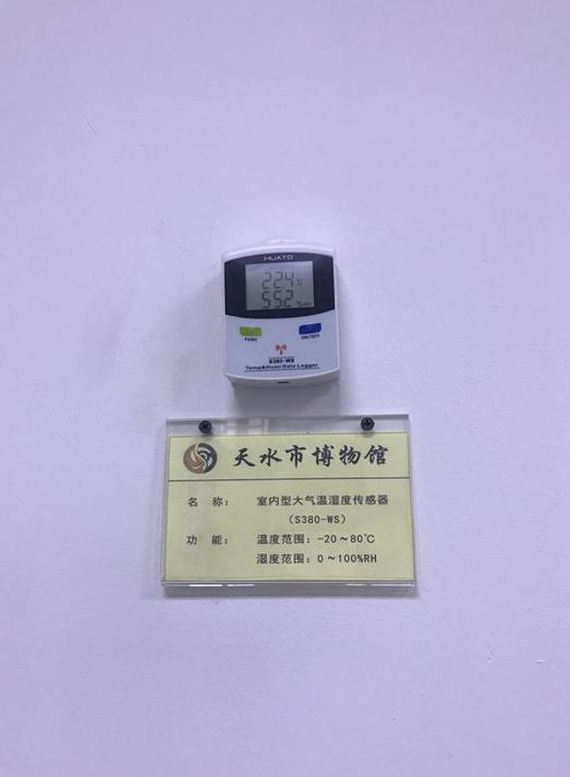 HUATO
22.4℃
55.2%RH
FUNC
ON/OFF
S380-WS
Temp&Humi Data Logger
天水市博物馆
名 称： 室内型大气温湿度传感器
（S380-WS）
功 能： 温度范围：-20～80℃
湿度范围：0～100%RH